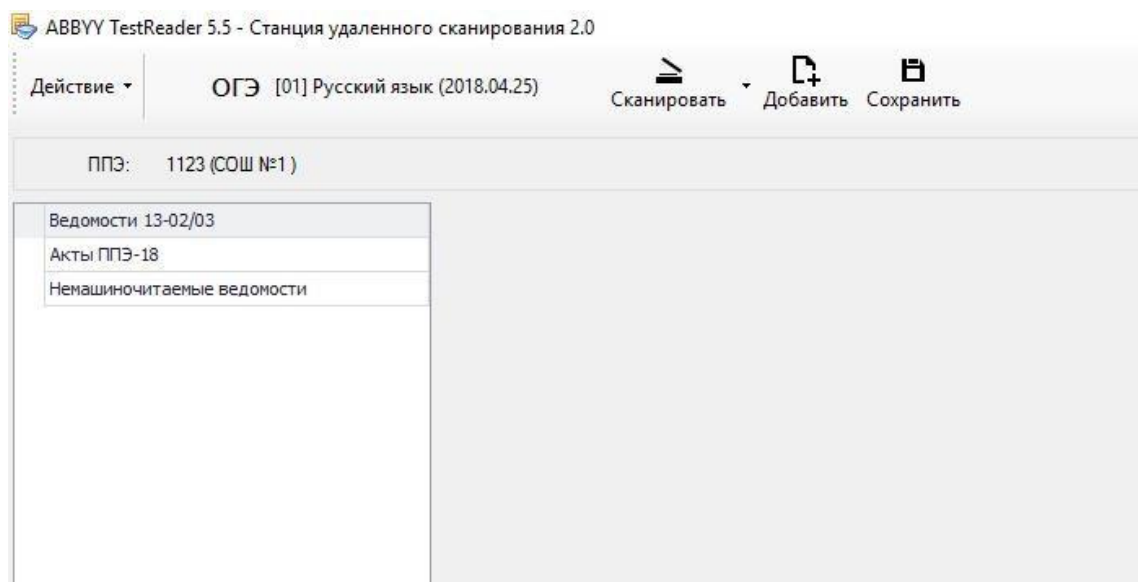 ABBYY TestReader 5.5 - Станция удаленного сканирования 2.0
Действие ОГЭ [01] Русский язык (2018.04.25) Сканировать Добавить Сохранить
ППЭ: 1123 (СОШ №1 )
Ведомости 13-02/03
Акты ППЭ-18
Немашиночитаемые ведомости